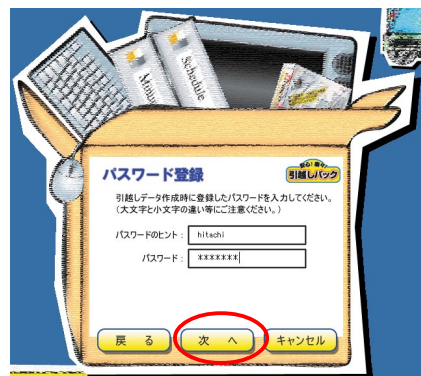 Minutes
Schedule
パスワード登録
安心!簡単!
引越しパック
引越しデータ作成時に登録したパスワードを入力してください。
(大文字と小文字の違い等にご注意ください。)
パスワードのヒント: hitachi
パスワード: *******
戻 る
次 へ
キャンセル